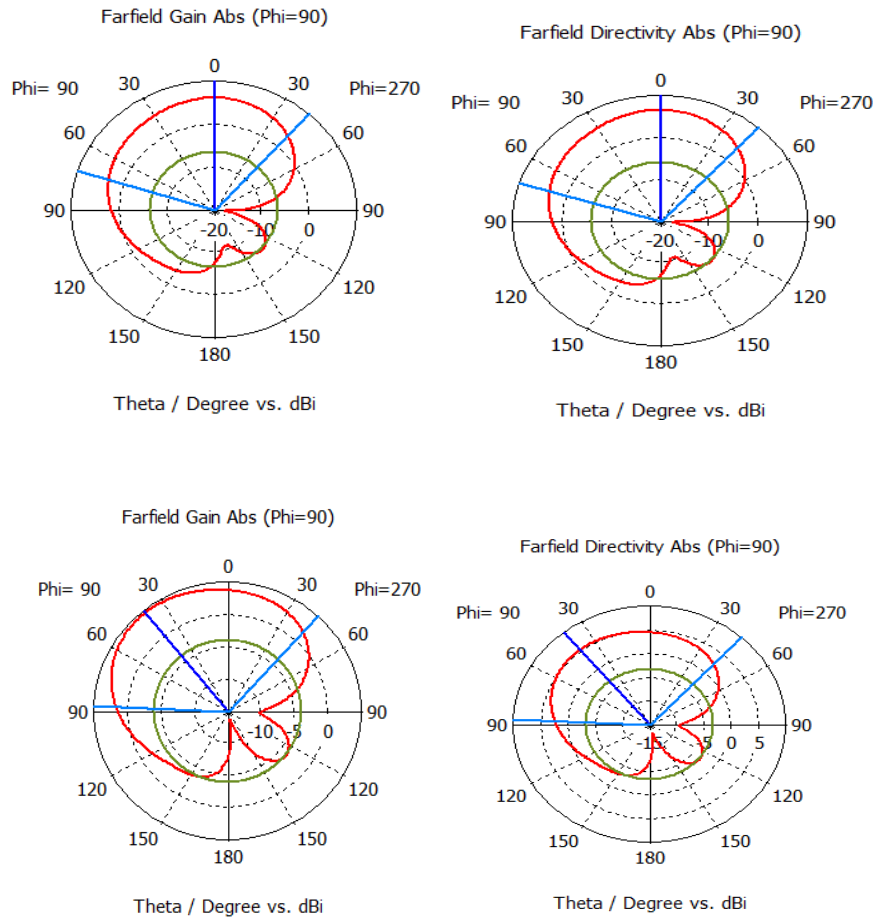 Farfield Gain Abs (Phi=90)
0
Phi= 90 30 30 Phi=270
60 60
90 -20 -10 0 90
120 120
150 150
180
Theta / Degree vs. dBi
Farfield Directivity Abs (Phi=90)
0
Phi= 90 30 30 Phi=270
60 60
90 -20 -10 0 90
120 120
150 150
180
Theta / Degree vs. dBi
Farfield Gain Abs (Phi=90)
0
Phi= 90 30 30 Phi=270
60 60
90 -10 -5 0 90
120 120
150 150
180
Theta / Degree vs. dBi
Farfield Directivity Abs (Phi=90)
0
Phi= 90 30 30 Phi=270
60 60
90 -15 -5 0 5 90
120 120
150 150
180
Theta / Degree vs. dBi